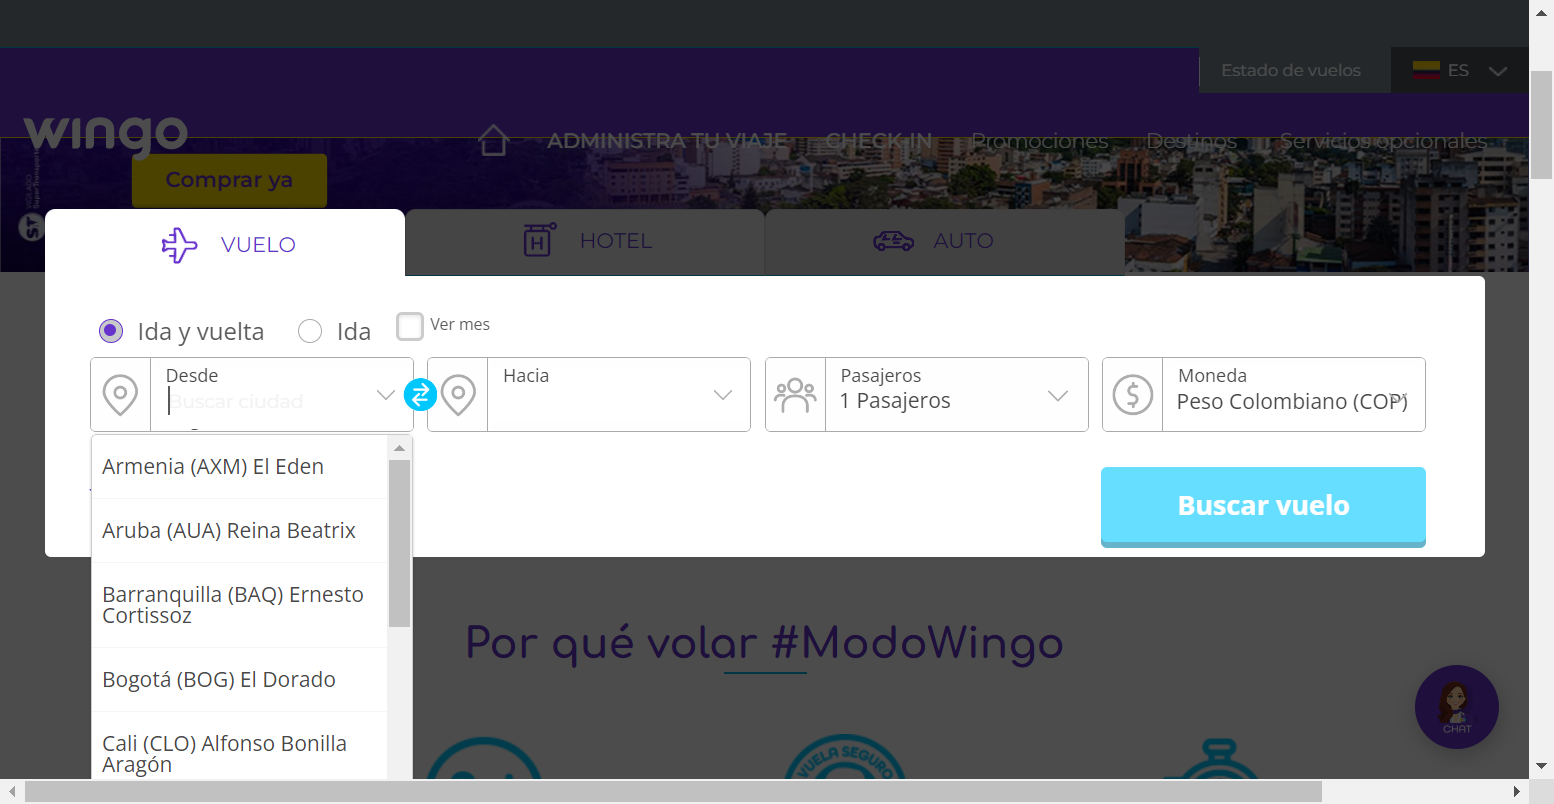 Estado de vuelos
ES
wingo
ADMINISTRA TU VIAJE
CHECK-IN
Promociones
Destinos
Servicios opcionales
Comprar ya
VIGILADO
ST
VUELO
HOTEL
AUTO
Ida y vuelta
Ida
Ver mes
Desde
Buscar ciudad
Hacia
Pasajeros
1 Pasajeros
Moneda
Peso Colombiano (COP)
Armenia (AXM) El Eden
Aruba (AUA) Reina Beatrix
Barranquilla (BAQ) Ernesto
Cortissoz
Bogotá (BOG) El Dorado
Cali (CLO) Alfonso Bonilla
Aragón
Buscar vuelo
Por qué volar #ModoWingo
CHAT
VUELA SEGURO